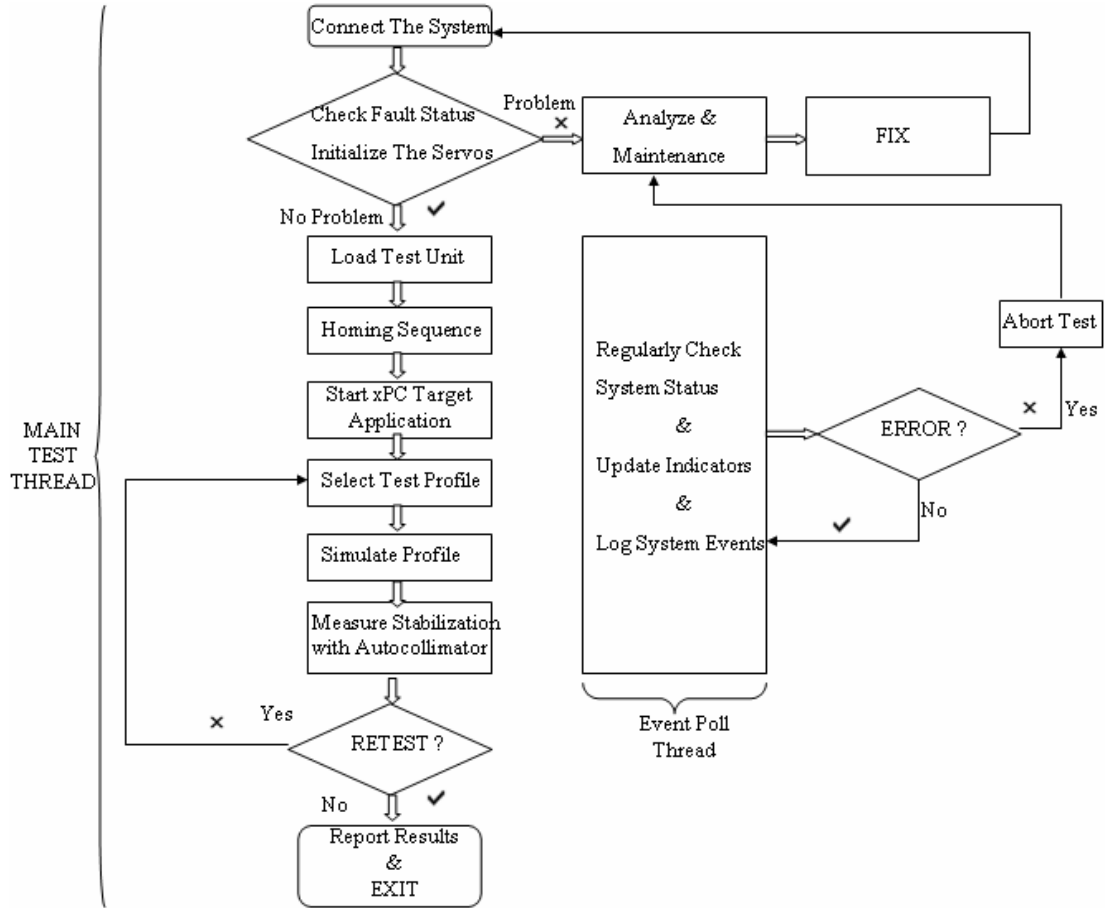 Connect The System
Check Fault Status
Initialize The Servos
Problem
Analyze &
Maintenance
FIX
No Problem
Load Test Unit
Homing Sequence
Start xPC Target
Application
Select Test Profile
Simulate Profile
Measure Stabilization
with Autocollimator
RETEST ?
Yes
No
Report Results
&
EXIT
MAIN
TEST
THREAD
Regularly Check
System Status
&
Update Indicators
&
Log System Events
Event Poll
Thread
ERROR ?
Yes
No
Abort Test